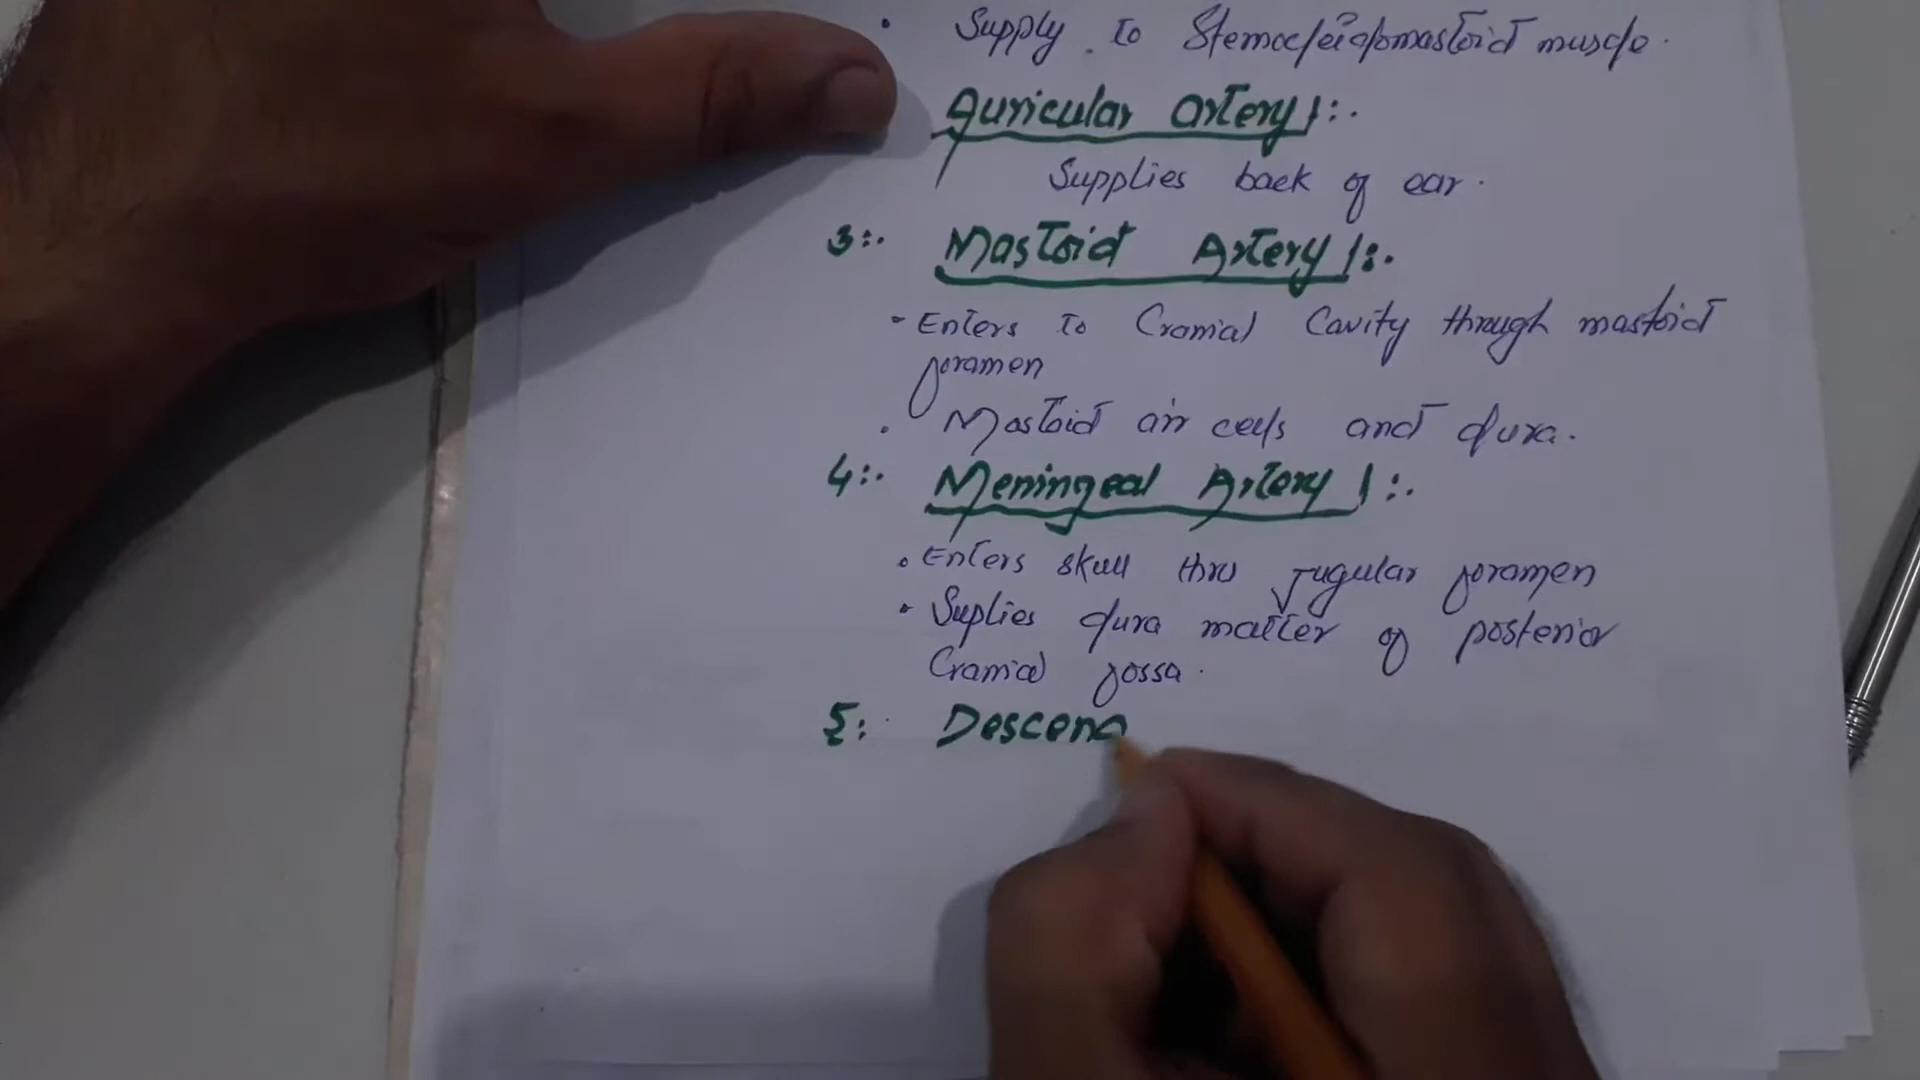 • Supply to Sternocleidomastoid muscle.
Auricular Artery :.
Supplies back of ear.
3:. Mastoid Artery :.
- Enters to Cranial Cavity through mastoid
foramen
. Mastoid air cells and dura.
4:. Meningeal Artery :.
• Enters skull thro jugular foramen
• Suplies dura matter of posterior
Cranial fossa.
5:. Descend